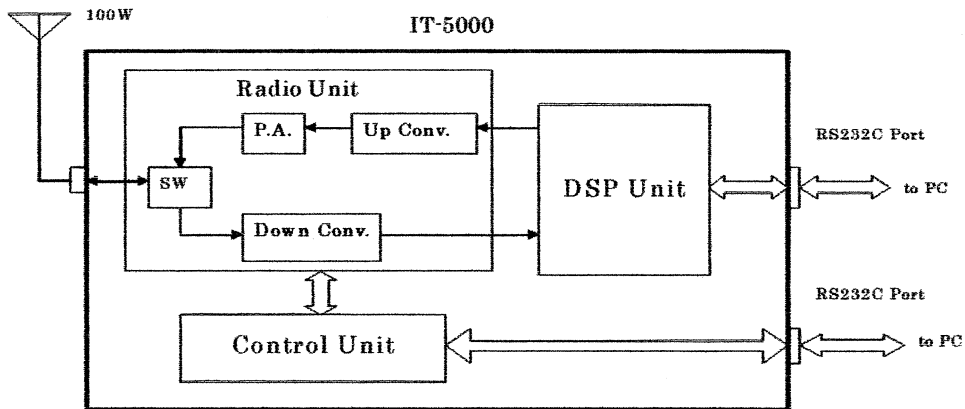 100W
IT-5000
Radio Unit
P.A.
Up Conv.
RS232C Port
SW
DSP Unit
to PC
Down Conv.
RS232C Port
Control Unit
to PC